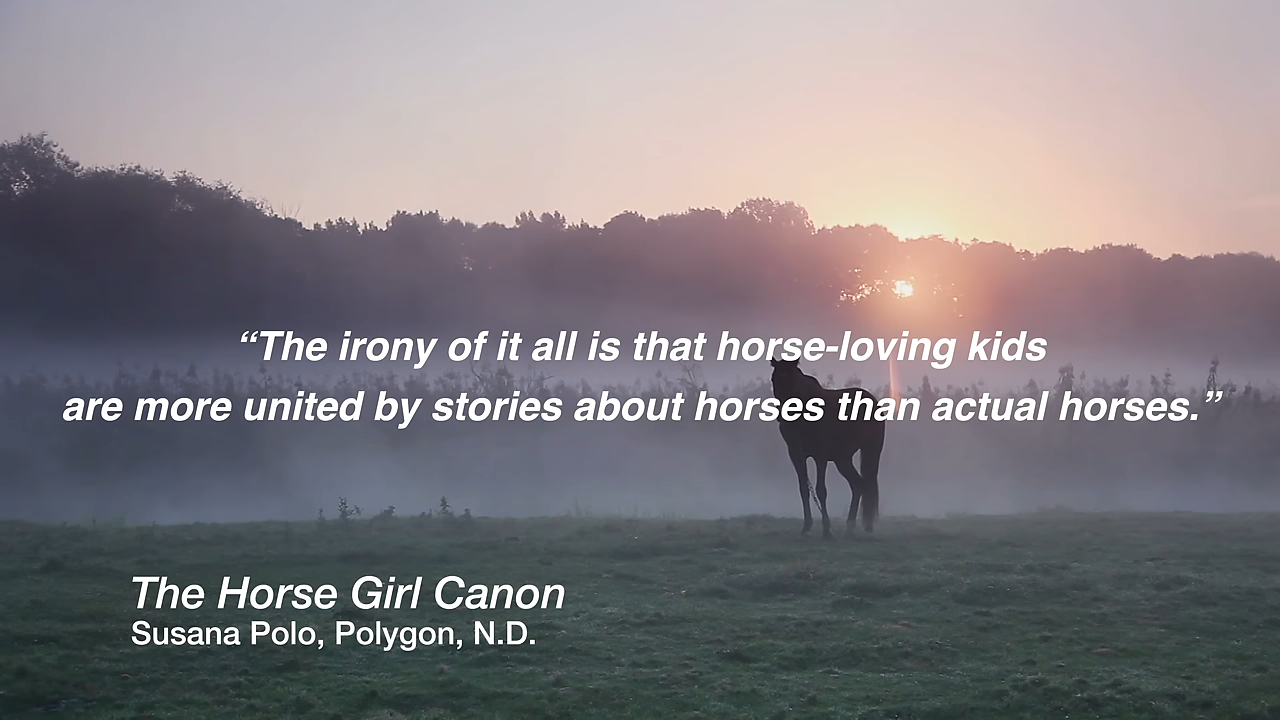 “The irony of it all is that horse-loving kids
are more united by stories about horses than actual horses.”
The Horse Girl Canon
Susana Polo, Polygon, N.D.